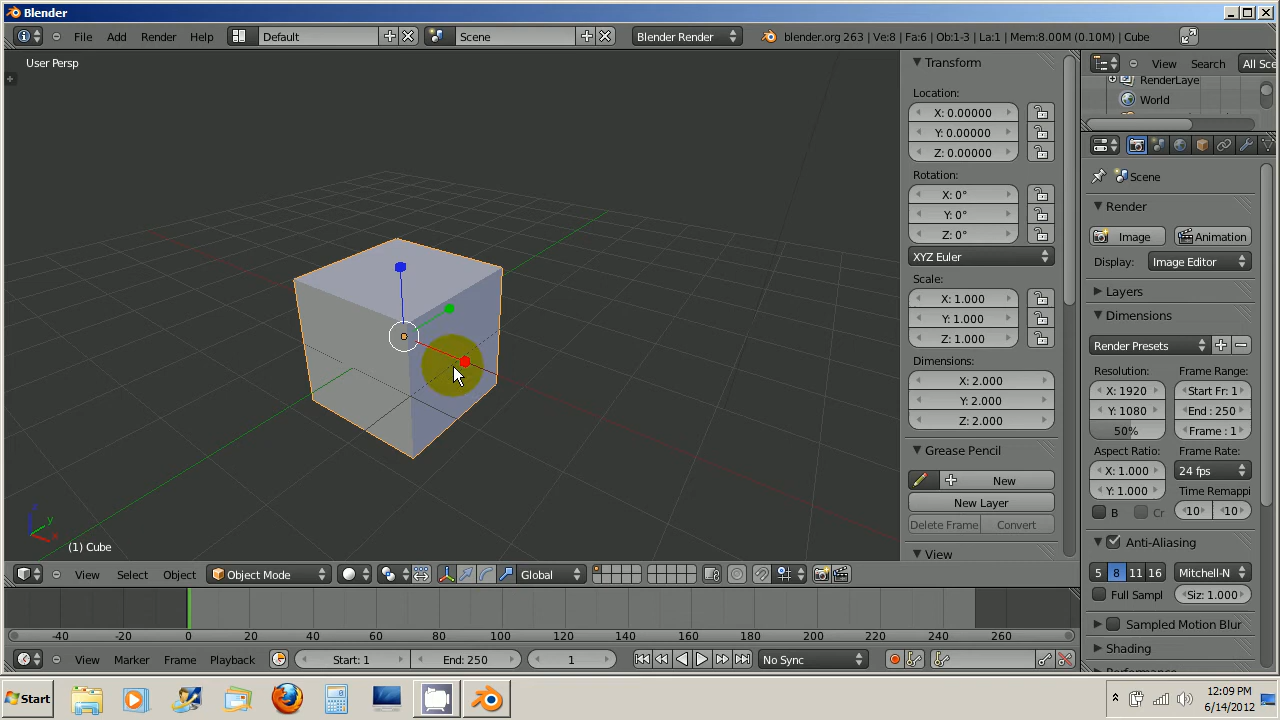 Blender
File Add Render Help Default Scene Blender Render blender.org 263 | Ve:8 | Fa:6 | Ob:1-3 | La:1 | Mem:8.00M (0.10M) | Cube
User Persp
Transform
Location:
X: 0.00000
Y: 0.00000
Z: 0.00000
Rotation:
X: 0°
Y: 0°
Z: 0°
XYZ Euler
Scale:
X: 1.000
Y: 1.000
Z: 1.000
Dimensions:
X: 2.000
Y: 2.000
Z: 2.000
Grease Pencil
New
New Layer
Delete Frame Convert
View
View Search All Sce
RenderLaye
World
Scene
Render
Image Animation
Display: Image Editor
Layers
Dimensions
Render Presets
Resolution: Frame Range:
X: 1920 Start Fr: 1
Y: 1080 End : 250
50% Frame : 1
Aspect Ratio: Frame Rate:
X: 1.000 24 fps
Y: 1.000 Time Remappi
B Cr 10 10
Anti-Aliasing
5 8 11 16 Mitchell-N
Full Sampl Siz: 1.000
Sampled Motion Blur
Shading
z
y
x
(1) Cube
View Select Object Object Mode Global
-40 -20 0 20 40 60 80 100 120 140 160 180 200 220 240 260
View Marker Frame Playback Start: 1 End: 250 1 No Sync
Start
12:09 PM
6/14/2012